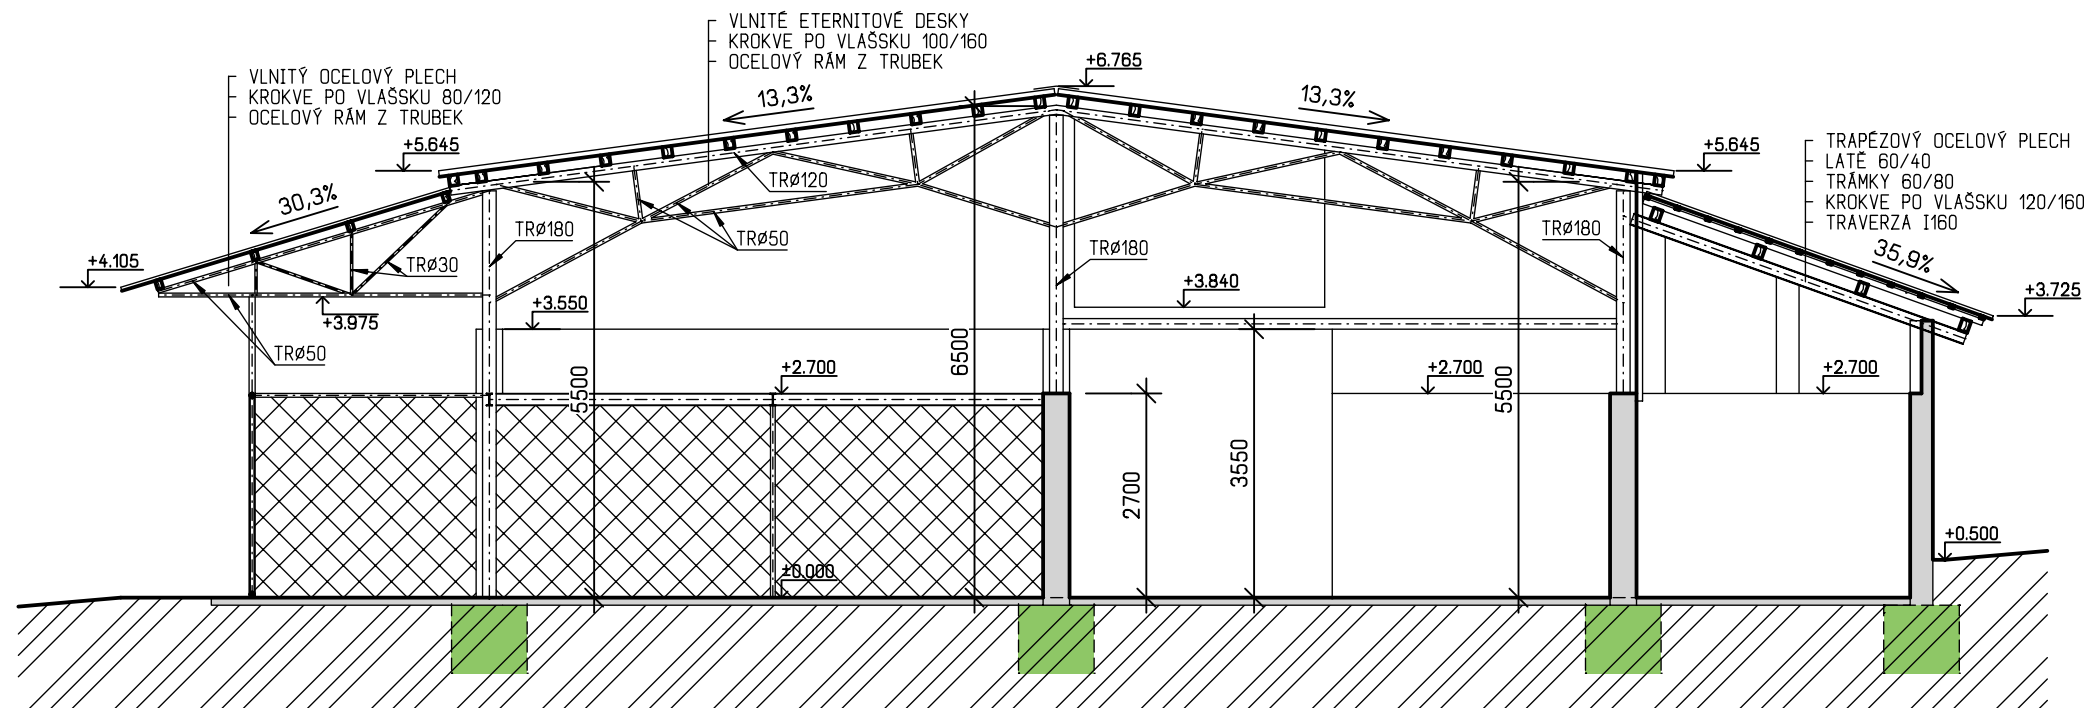 VLNITÉ ETERNITOVÉ DESKY
KROKVE PO VLAŠSKU 100/160
OCELOVÝ RÁM Z TRUBEK
VLNITÝ OCELOVÝ PLECH
KROKVE PO VLAŠSKU 80/120
OCELOVÝ RÁM Z TRUBEK
+6.765
13,3%
13,3%
+5.645
+5.645
TRAPÉZOVÝ OCELOVÝ PLECH
LATĚ 60/40
TRÁMKY 60/80
KROKVE PO VLAŠSKU 120/160
TRAVERZA I160
30,3%
TRØ120
TRØ180
TRØ50
TRØ180
TRØ180
35,9%
+4.105
TRØ30
+3.840
+3.725
+3.550
+3.975
TRØ50
6500
5500
5500
+2.700
+2.700
+2.700
3550
2700
+0.500
±0.000